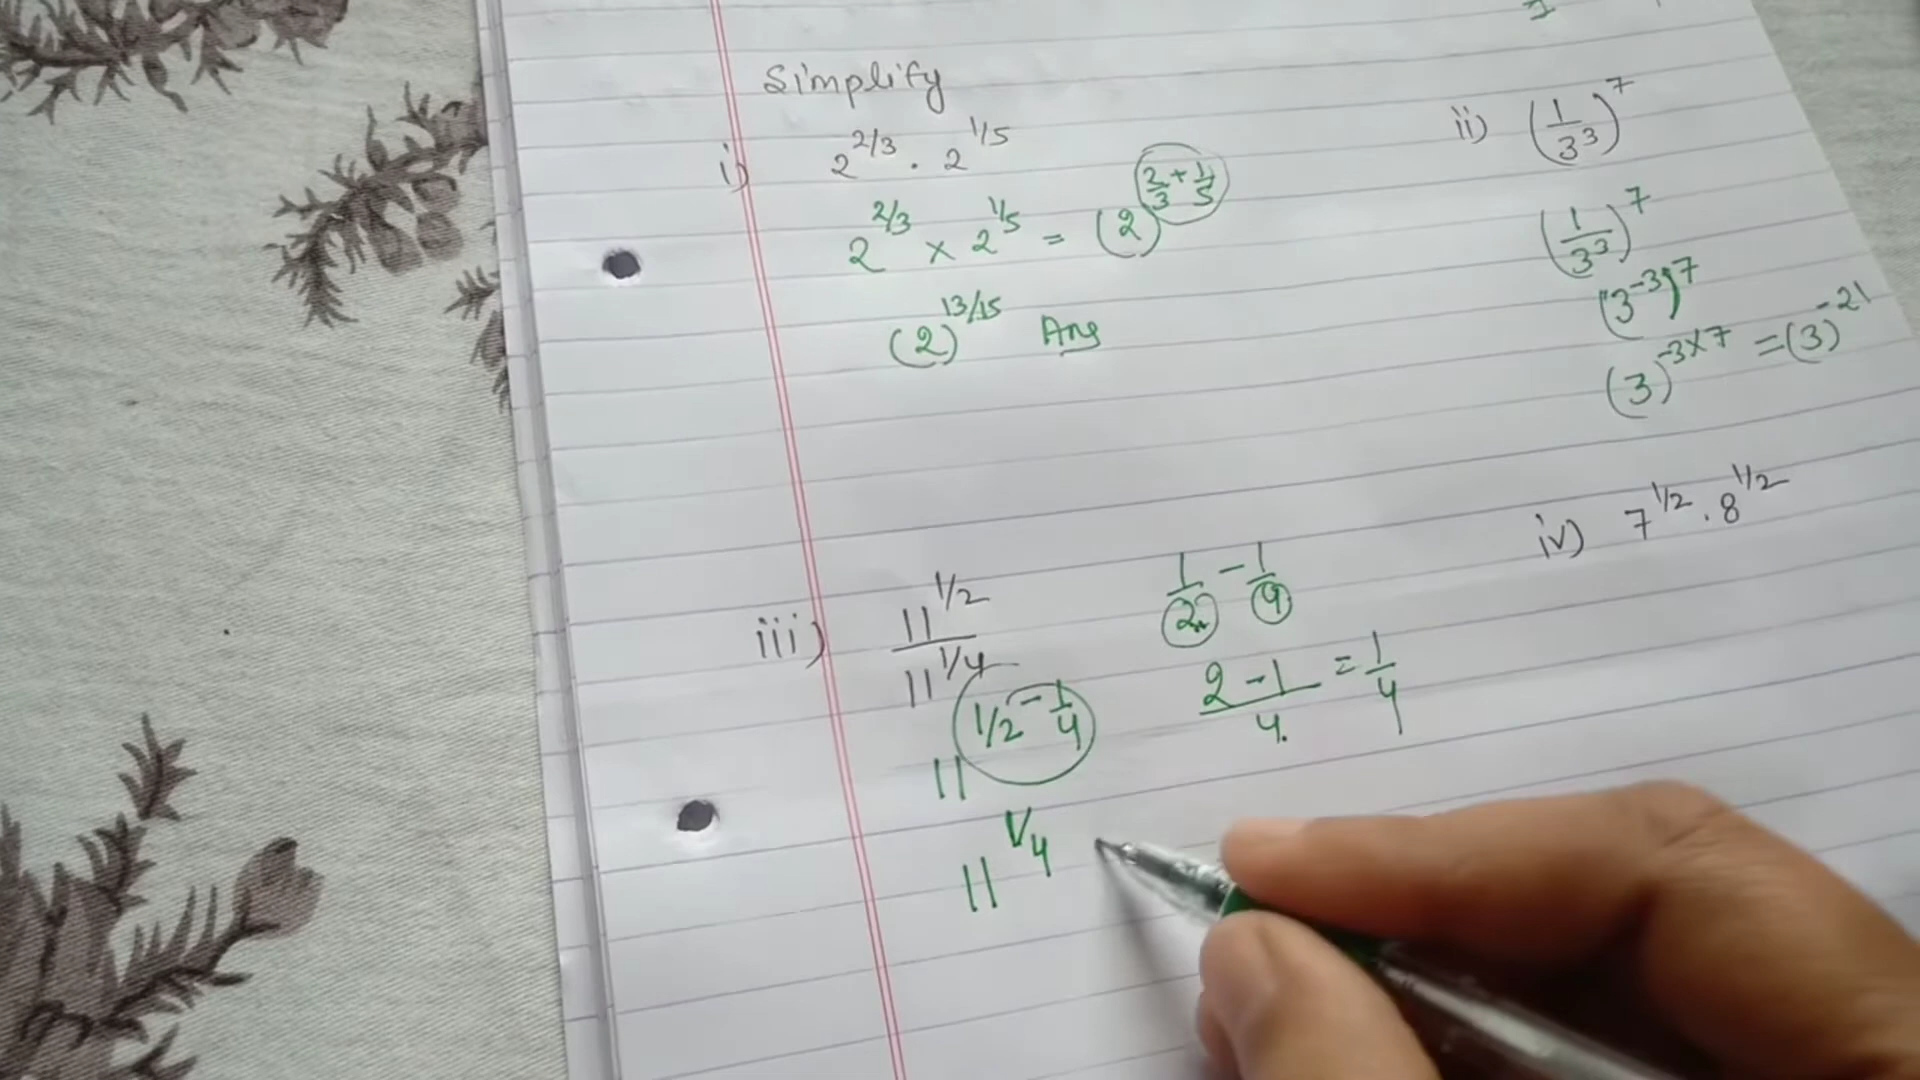 Simplify
i) 2^{2/3} . 2^{1/5}
2^{2/3} × 2^{1/5} = (2)^{2/3 + 1/5}
(2)^{13/15} Ans
ii) (1/3^3)^7
(1/3^3)^7
(3^{-3})^7
(3)^{-3×7} = (3)^{-21}
iii) 11^{1/2} / 11^{1/4}
11^{1/2 - 1/4}
11^{1/4}
1/2 - 1/4
2 - 1 / 4 = 1/4
iv) 7^{1/2} . 8^{1/2}